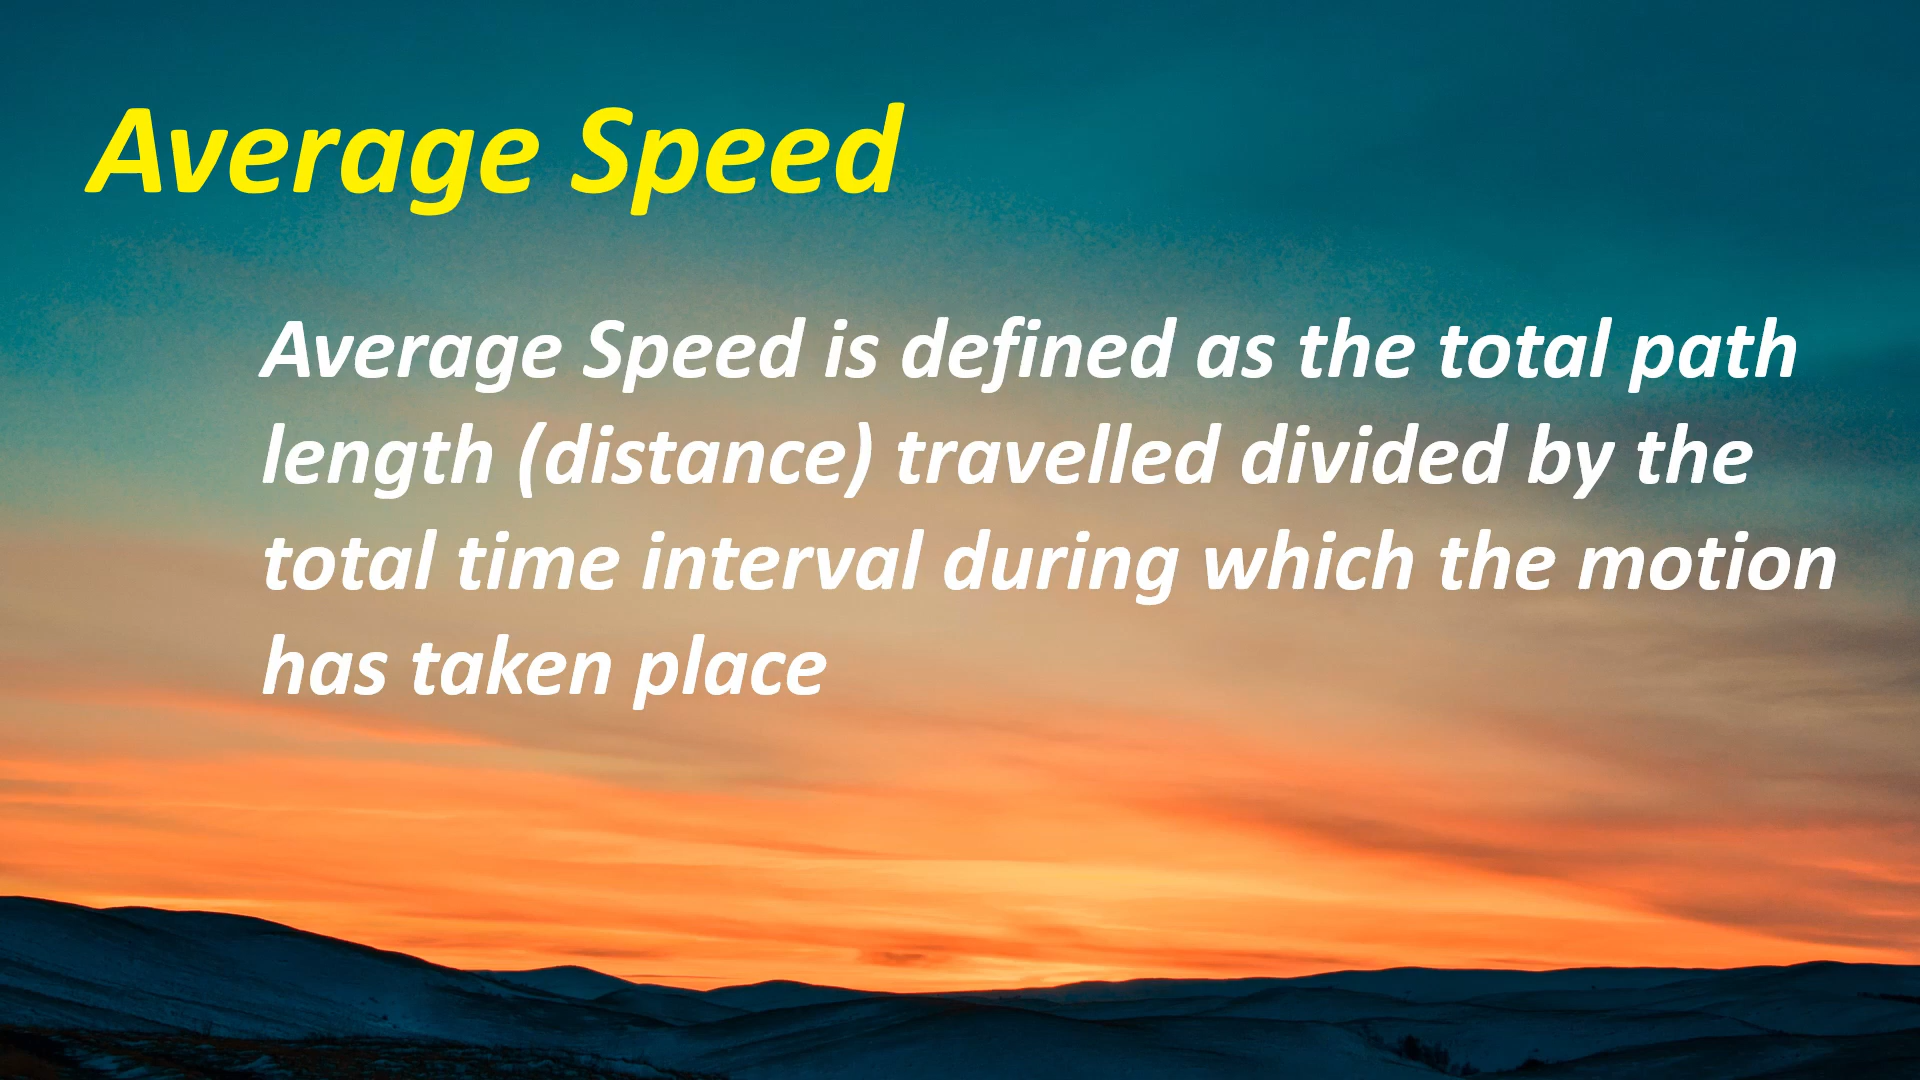 Average Speed
Average Speed is defined as the total path
length (distance) travelled divided by the
total time interval during which the motion
has taken place